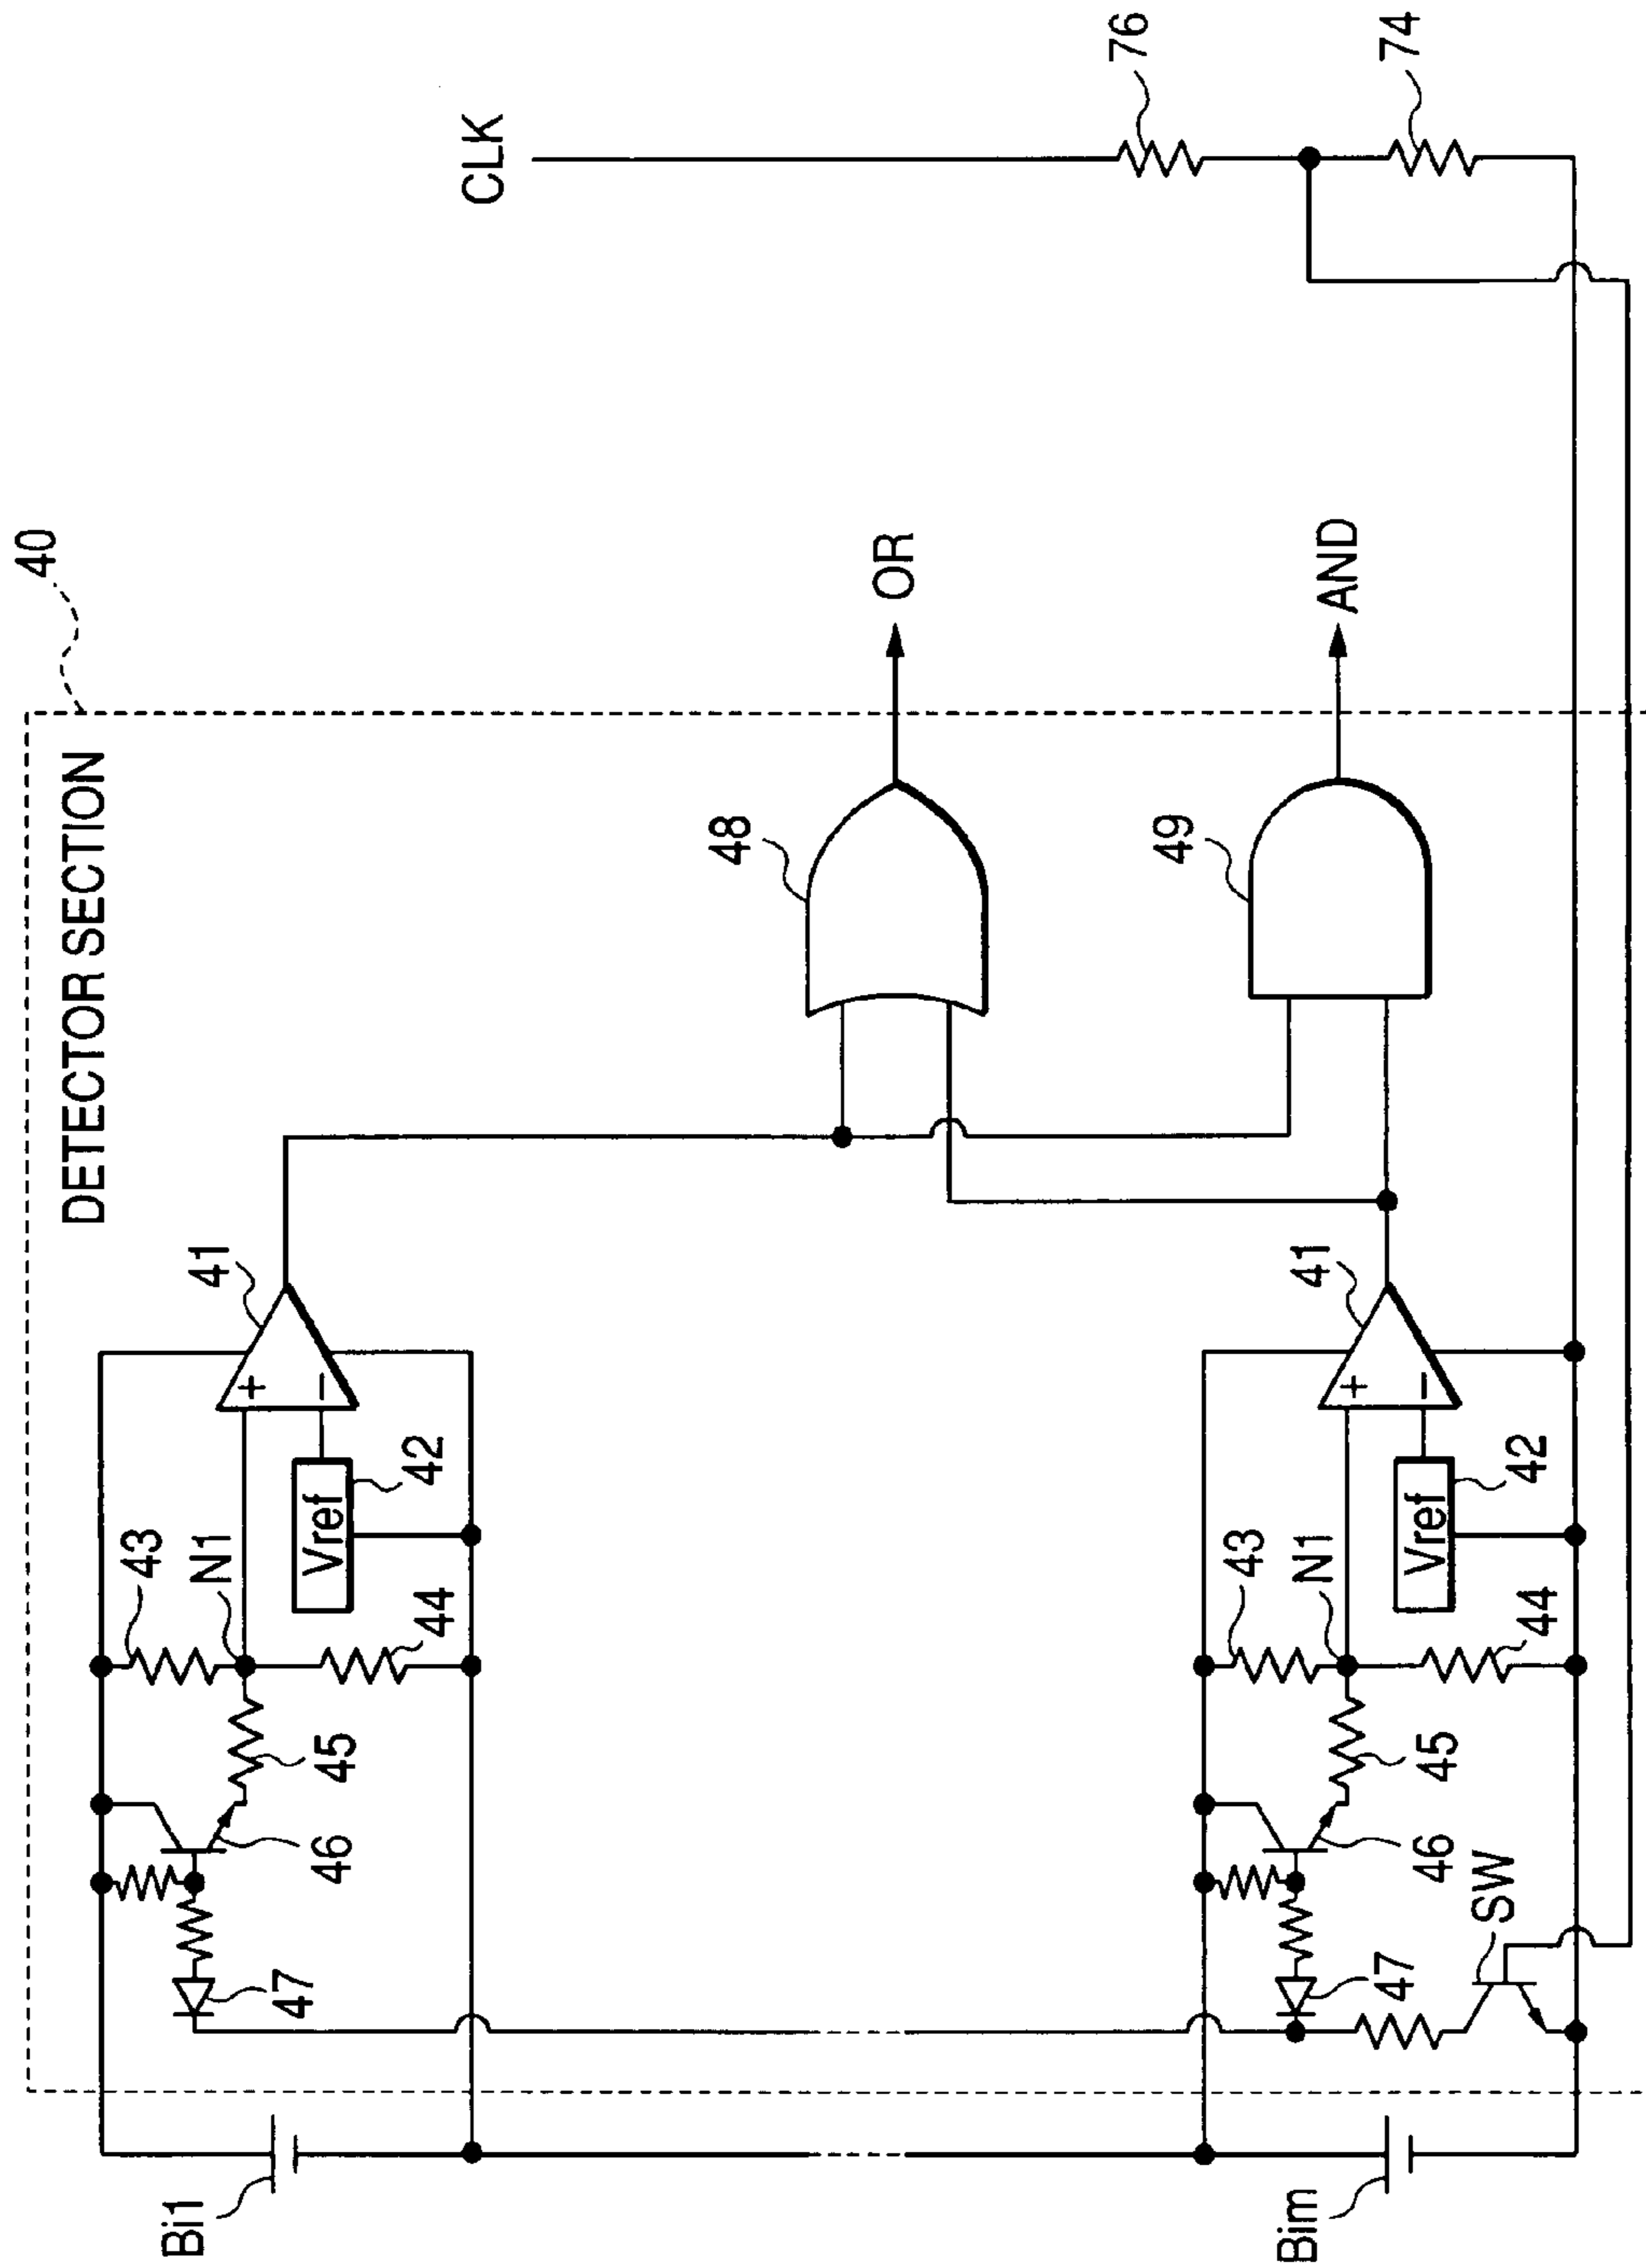 40
DETECTOR SECTION
CLK
76
74
41
+
−
Vref
42
43
N1
44
45
46
47
Bi1
48
OR
49
AND
41
+
−
Vref
42
43
N1
44
45
46
SW
47
Bim